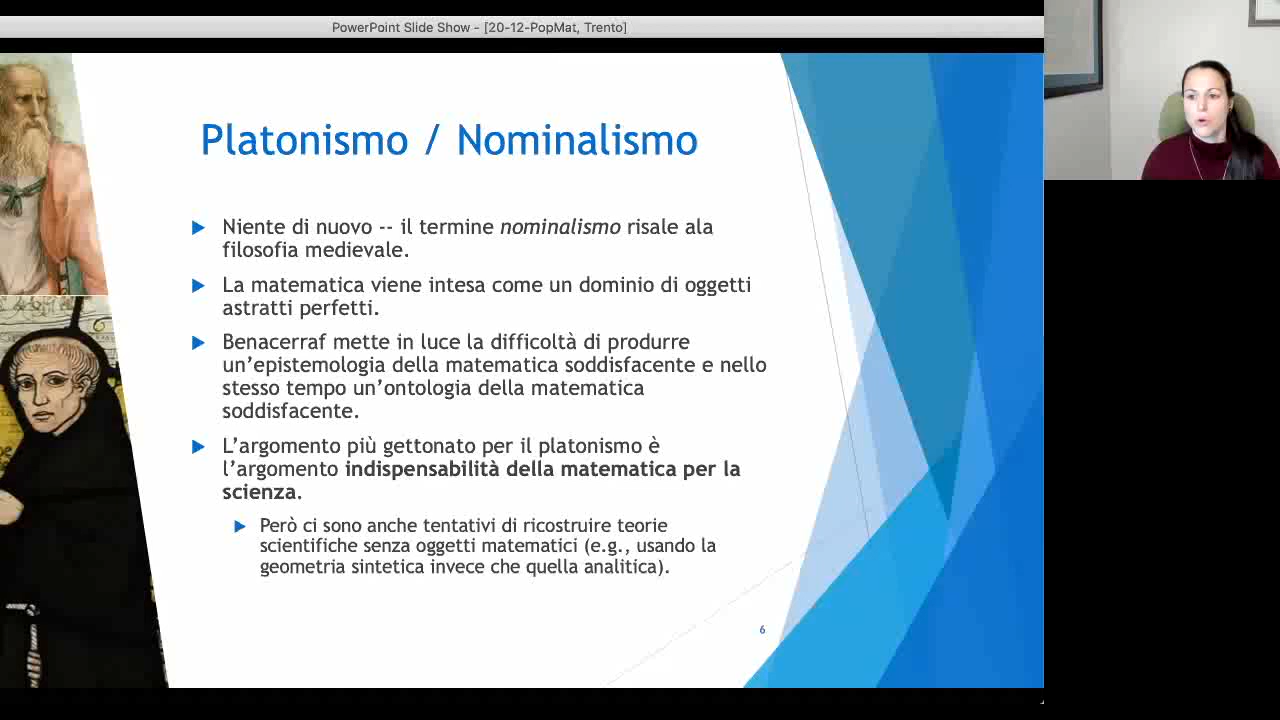 PowerPoint Slide Show - [20-12-PopMat, Trento]
Platonismo / Nominalismo
Niente di nuovo -- il termine nominalismo risale ala
filosofia medievale.
La matematica viene intesa come un dominio di oggetti
astratti perfetti.
Benacerraf mette in luce la difficoltà di produrre
un’epistemologia della matematica soddisfacente e nello
stesso tempo un’ontologia della matematica
soddisfacente.
L’argomento più gettonato per il platonismo è
l’argomento indispensabilità della matematica per la
scienza.
Però ci sono anche tentativi di ricostruire teorie
scientifiche senza oggetti matematici (e.g., usando la
geometria sintetica invece che quella analitica).
6